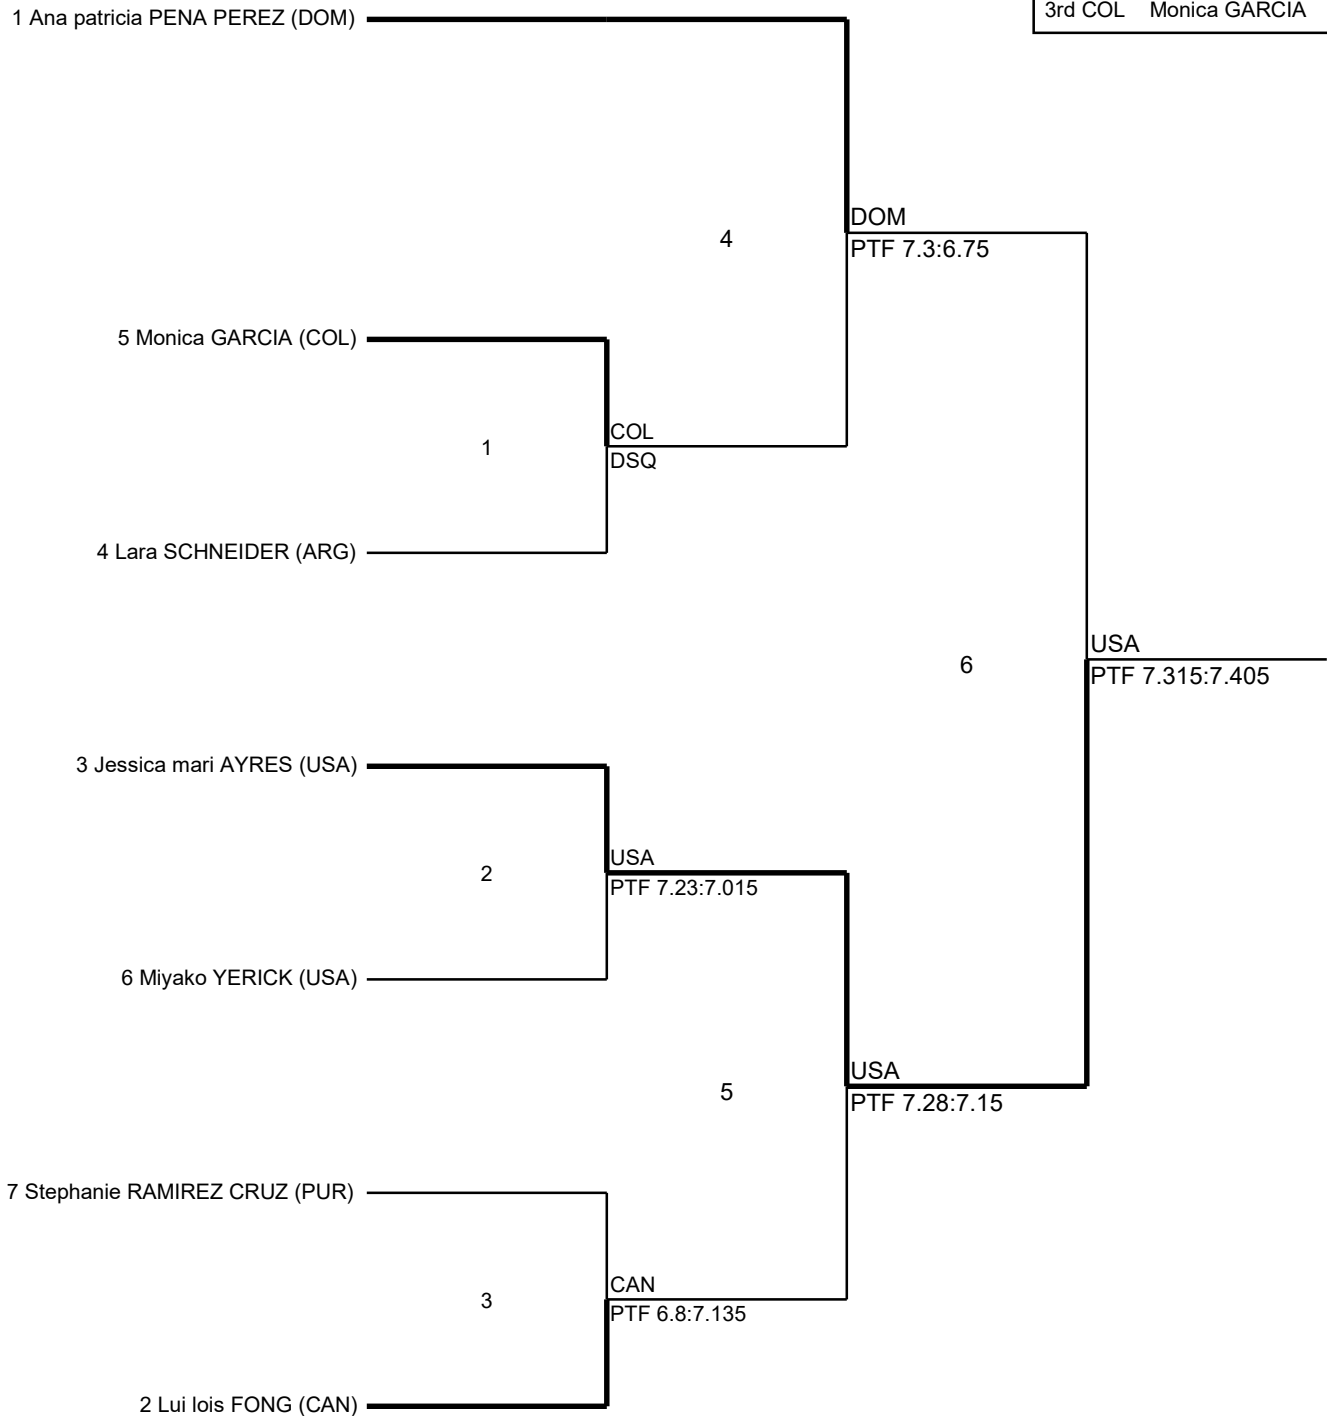 3rd COL Monica GARCIA
1 Ana patricia PENA PEREZ (DOM)
DOM
4
PTF 7.3:6.75
5 Monica GARCIA (COL)
COL
1
DSQ
4 Lara SCHNEIDER (ARG)
USA
6
PTF 7.315:7.405
3 Jessica mari AYRES (USA)
USA
2
PTF 7.23:7.015
6 Miyako YERICK (USA)
USA
5
PTF 7.28:7.15
7 Stephanie RAMIREZ CRUZ (PUR)
CAN
3
PTF 6.8:7.135
2 Lui lois FONG (CAN)